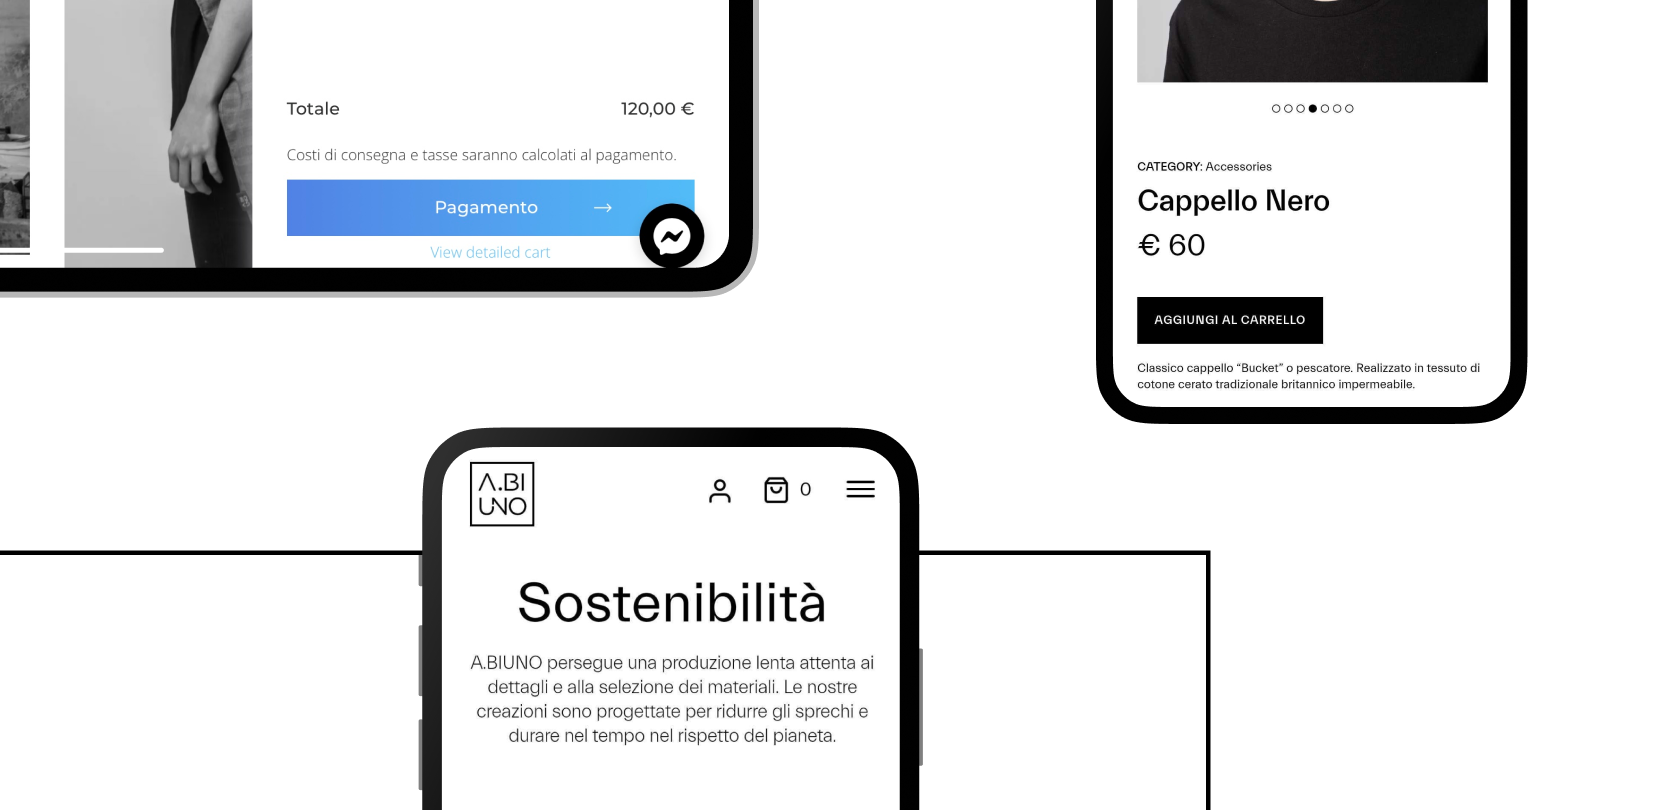 Totale 120,00 €
Costi di consegna e tasse saranno calcolati al pagamento.
Pagamento →
View detailed cart
CATEGORY: Accessories
Cappello Nero
€ 60
AGGIUNGI AL CARRELLO
Classico cappello “Bucket” o pescatore. Realizzato in tessuto di
cotone cerato tradizionale britannico impermeabile.
A.BI
UNO
0
Sostenibilità
A.BIUNO persegue una produzione lenta attenta ai
dettagli e alla selezione dei materiali. Le nostre
creazioni sono progettate per ridurre gli sprechi e
durare nel tempo nel rispetto del pianeta.